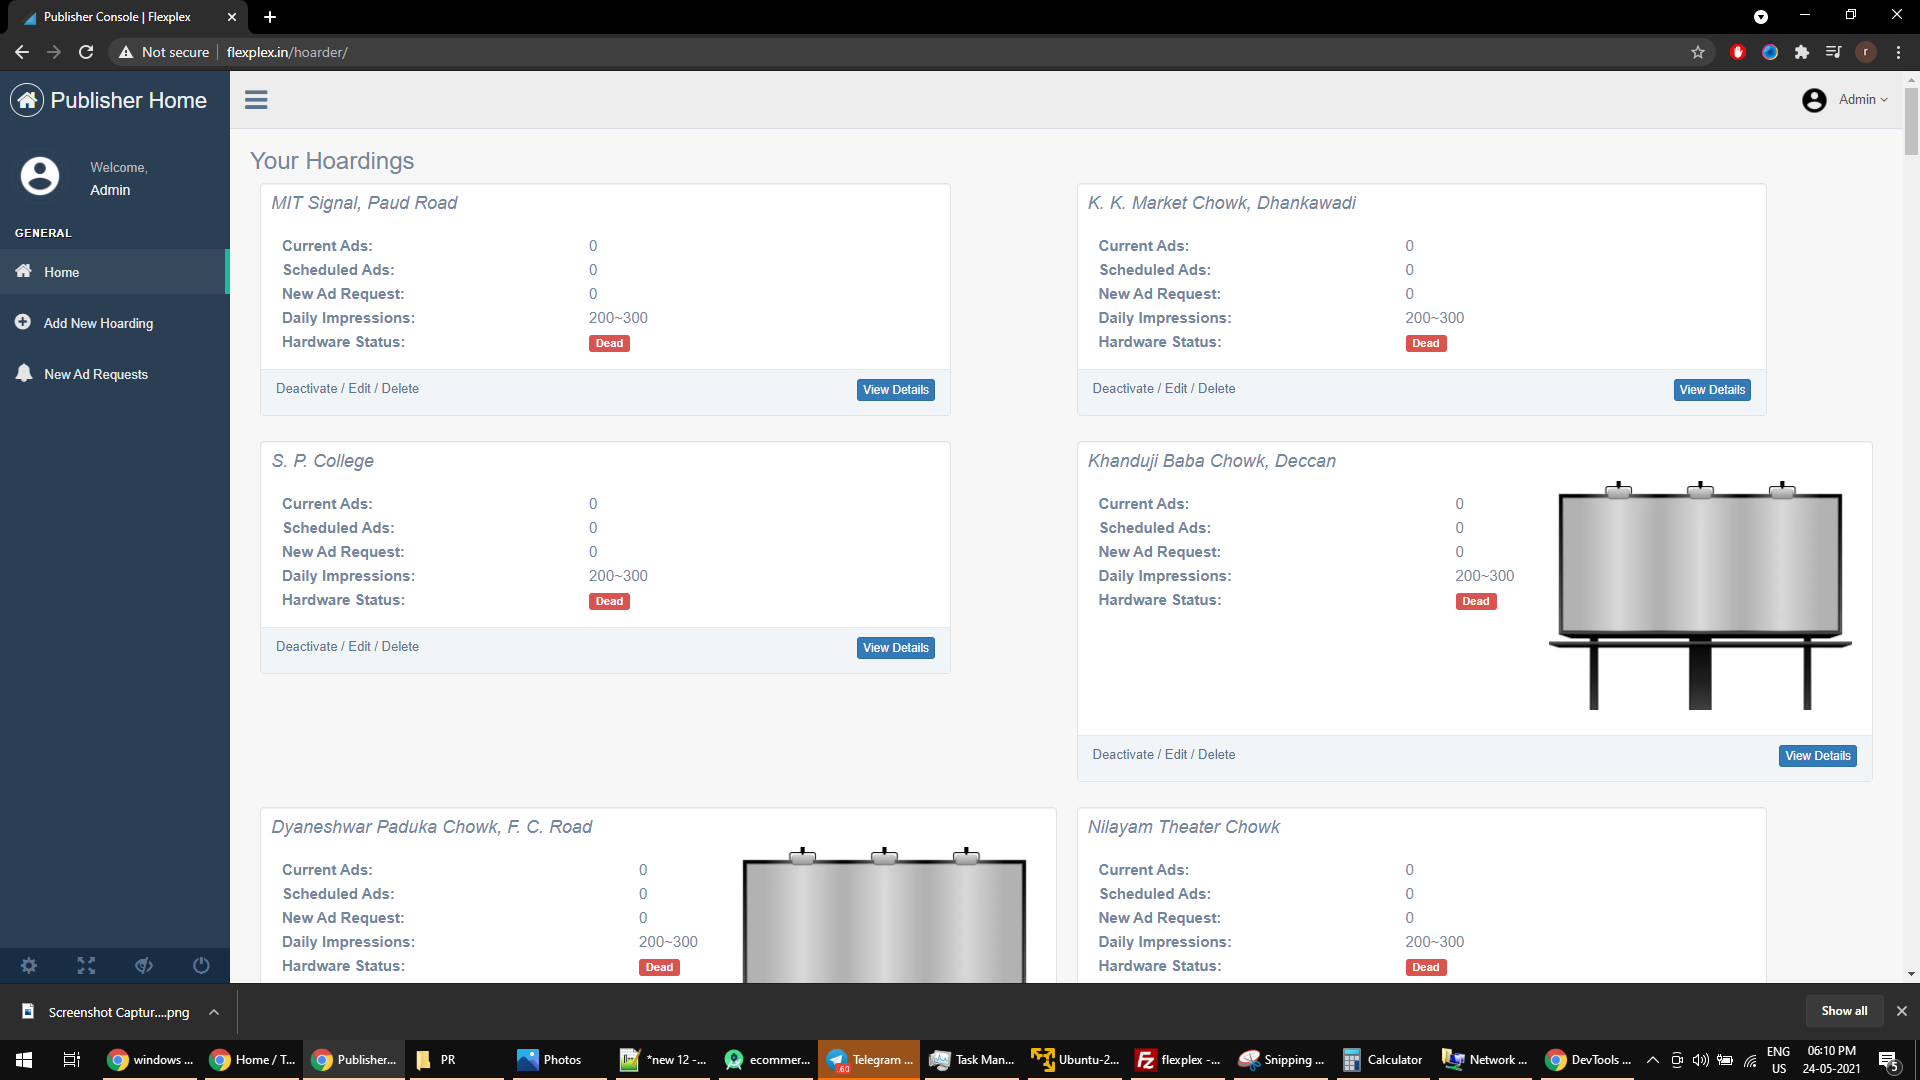 Publisher Console | Flexplex
Not secure
flexplex.in/hoarder/
r
Publisher Home
Welcome,
Admin
GENERAL
Home
Add New Hoarding
New Ad Requests
Admin
Your Hoardings
MIT Signal, Paud Road
Current Ads: 0
Scheduled Ads: 0
New Ad Request: 0
Daily Impressions: 200~300
Hardware Status: Dead
Deactivate / Edit / Delete
View Details
K. K. Market Chowk, Dhankawadi
Current Ads: 0
Scheduled Ads: 0
New Ad Request: 0
Daily Impressions: 200~300
Hardware Status: Dead
Deactivate / Edit / Delete
View Details
S. P. College
Current Ads: 0
Scheduled Ads: 0
New Ad Request: 0
Daily Impressions: 200~300
Hardware Status: Dead
Deactivate / Edit / Delete
View Details
Khanduji Baba Chowk, Deccan
Current Ads: 0
Scheduled Ads: 0
New Ad Request: 0
Daily Impressions: 200~300
Hardware Status: Dead
Deactivate / Edit / Delete
View Details
Dyaneshwar Paduka Chowk, F. C. Road
Current Ads: 0
Scheduled Ads: 0
New Ad Request: 0
Daily Impressions: 200~300
Hardware Status: Dead
Nilayam Theater Chowk
Current Ads: 0
Scheduled Ads: 0
New Ad Request: 0
Daily Impressions: 200~300
Hardware Status: Dead
Screenshot Captur....png
Show all
windows ...
Home / T...
Publisher...
PR
Photos
*new 12 -...
ecommer...
.60
Telegram ...
Task Man...
Ubuntu-2...
flexplex -...
Snipping ...
Calculator
Network ...
DevTools ...
ENG
US
06:10 PM
24-05-2021
5